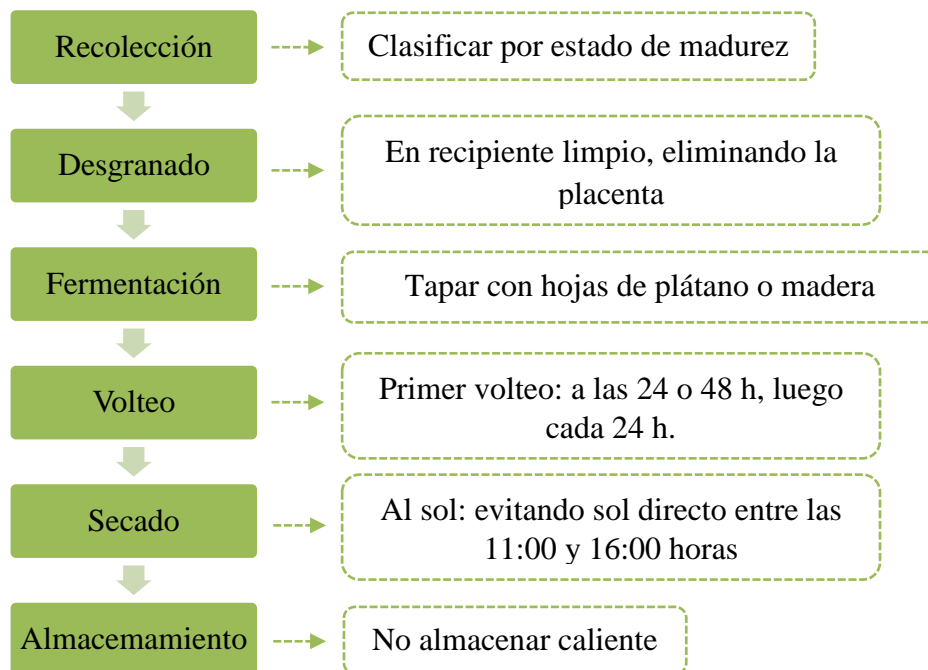 Recolección
Clasificar por estado de madurez
Desgranado
En recipiente limpio, eliminando la
placenta
Fermentación
Tapar con hojas de plátano o madera
Volteo
Primer volteo: a las 24 o 48 h, luego
cada 24 h.
Secado
Al sol: evitando sol directo entre las
11:00 y 16:00 horas
Almacemamiento
No almacenar caliente